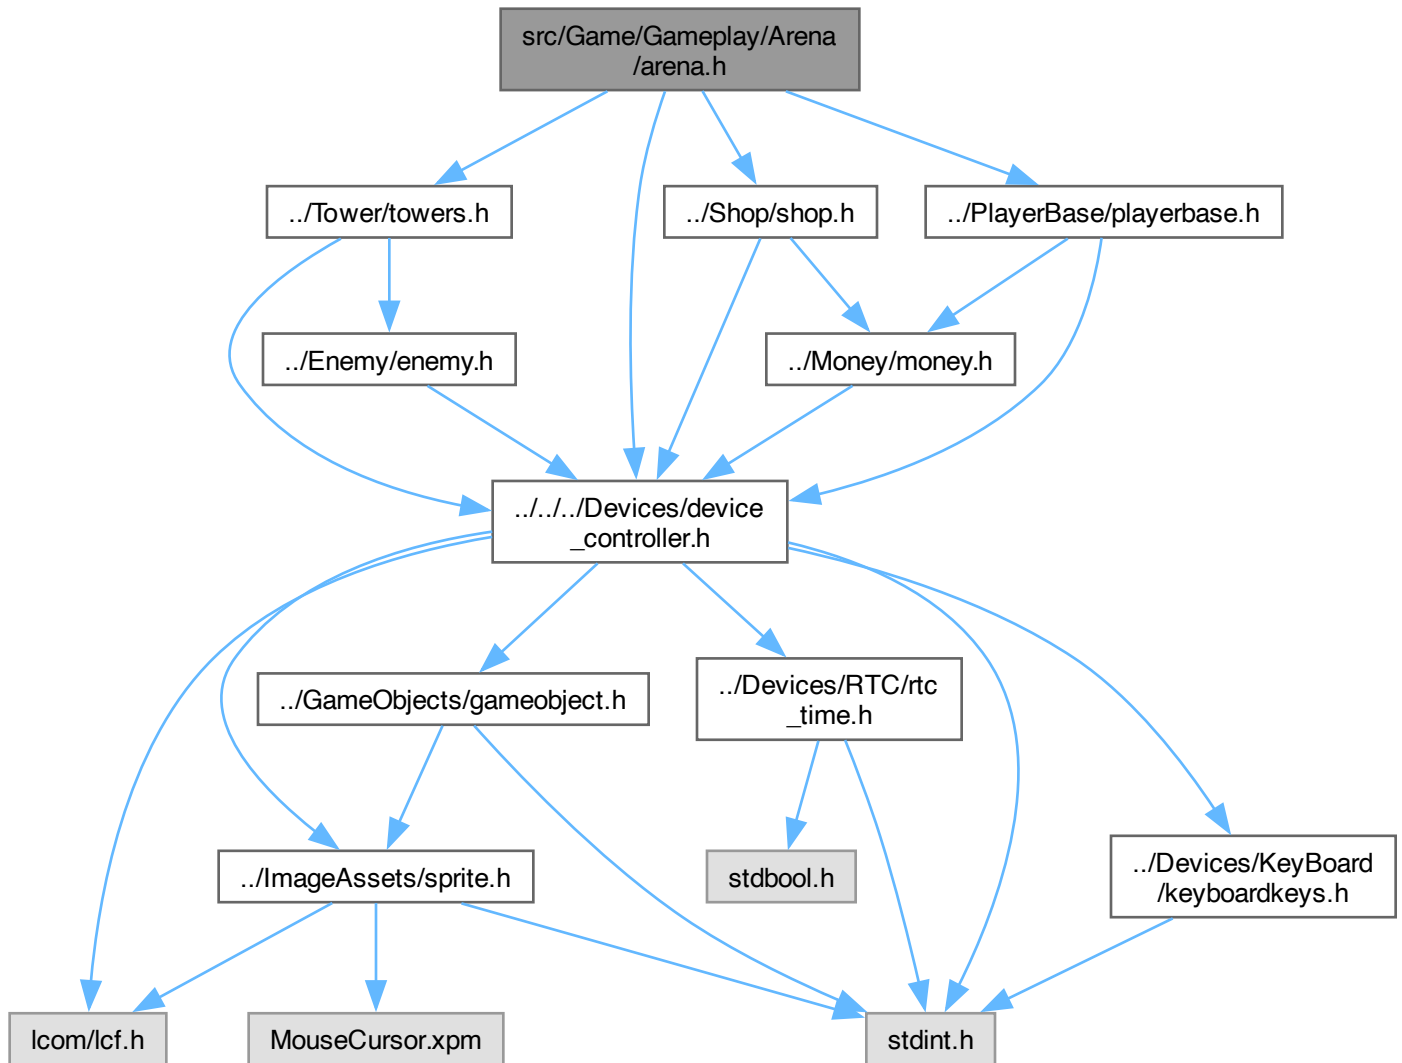 src/Game/Gameplay/Arena
/arena.h
../Tower/towers.h
../Shop/shop.h
../PlayerBase/playerbase.h
../Enemy/enemy.h
../Money/money.h
../../../Devices/device
_controller.h
../GameObjects/gameobject.h
../Devices/RTC/rtc
_time.h
../ImageAssets/sprite.h
stdbool.h
../Devices/KeyBoard
/keyboardkeys.h
lcom/lcf.h
MouseCursor.xpm
stdint.h